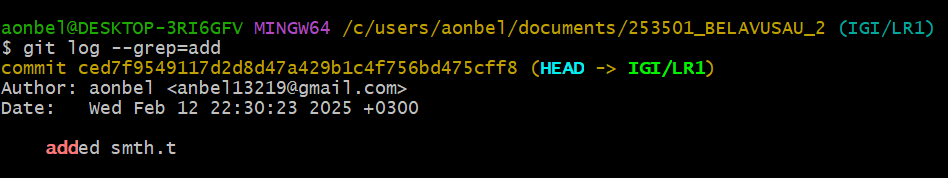 aonbel@DESKTOP-3RI6GFV MINGW64 /c/users/aonbel/documents/253501_BELAVUSAU_2 (IGI/LR1)
$ git log --grep=add
commit ced7f9549117d2d8d47a429b1c4f756bd475cff8 (HEAD -> IGI/LR1)
Author: aonbel <anbel13219@gmail.com>
Date:   Wed Feb 12 22:30:23 2025 +0300
    added smth.t